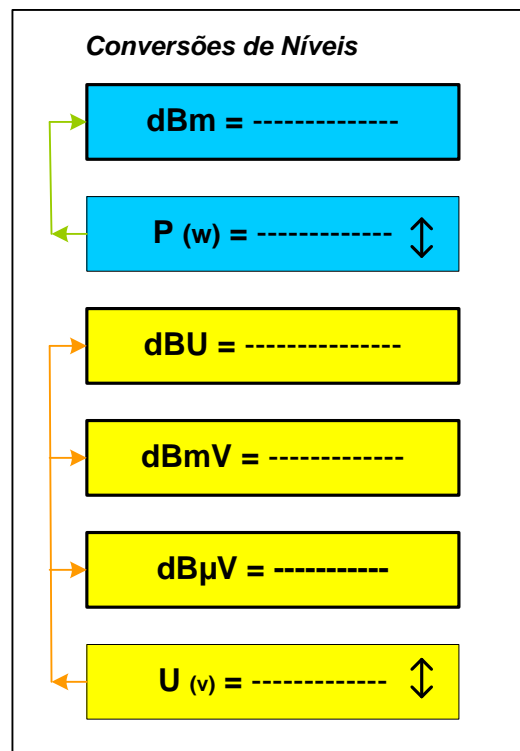 Conversões de Níveis
dBm = --------------
P (w) = -------------
dBU = ---------------
dBmV = -------------
dBµV = -----------
U (v) = -------------